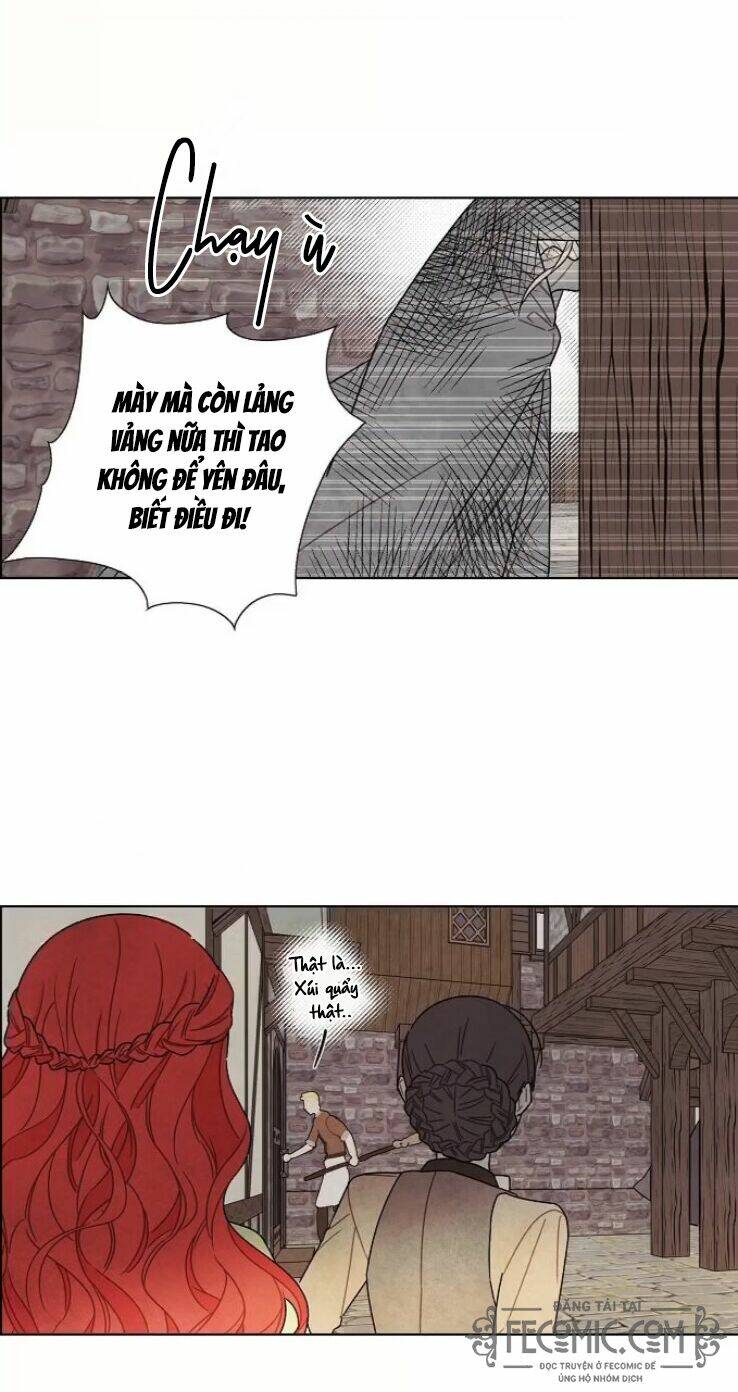 Chạy ù
MÀY MÀ CÒN LẢNG
VẢNG NỮA THÌ TAO
KHÔNG ĐỂ YÊN ĐÂU,
BIẾT ĐIỀU ĐI!
Thật là...
Xúi quẩy
thật..
ĐĂNG TẢI TẠI
FECOMIC.COM
ĐỌC TRUYỆN Ở FECOMIC ĐỂ
ỦNG HỘ NHÓM DỊCH